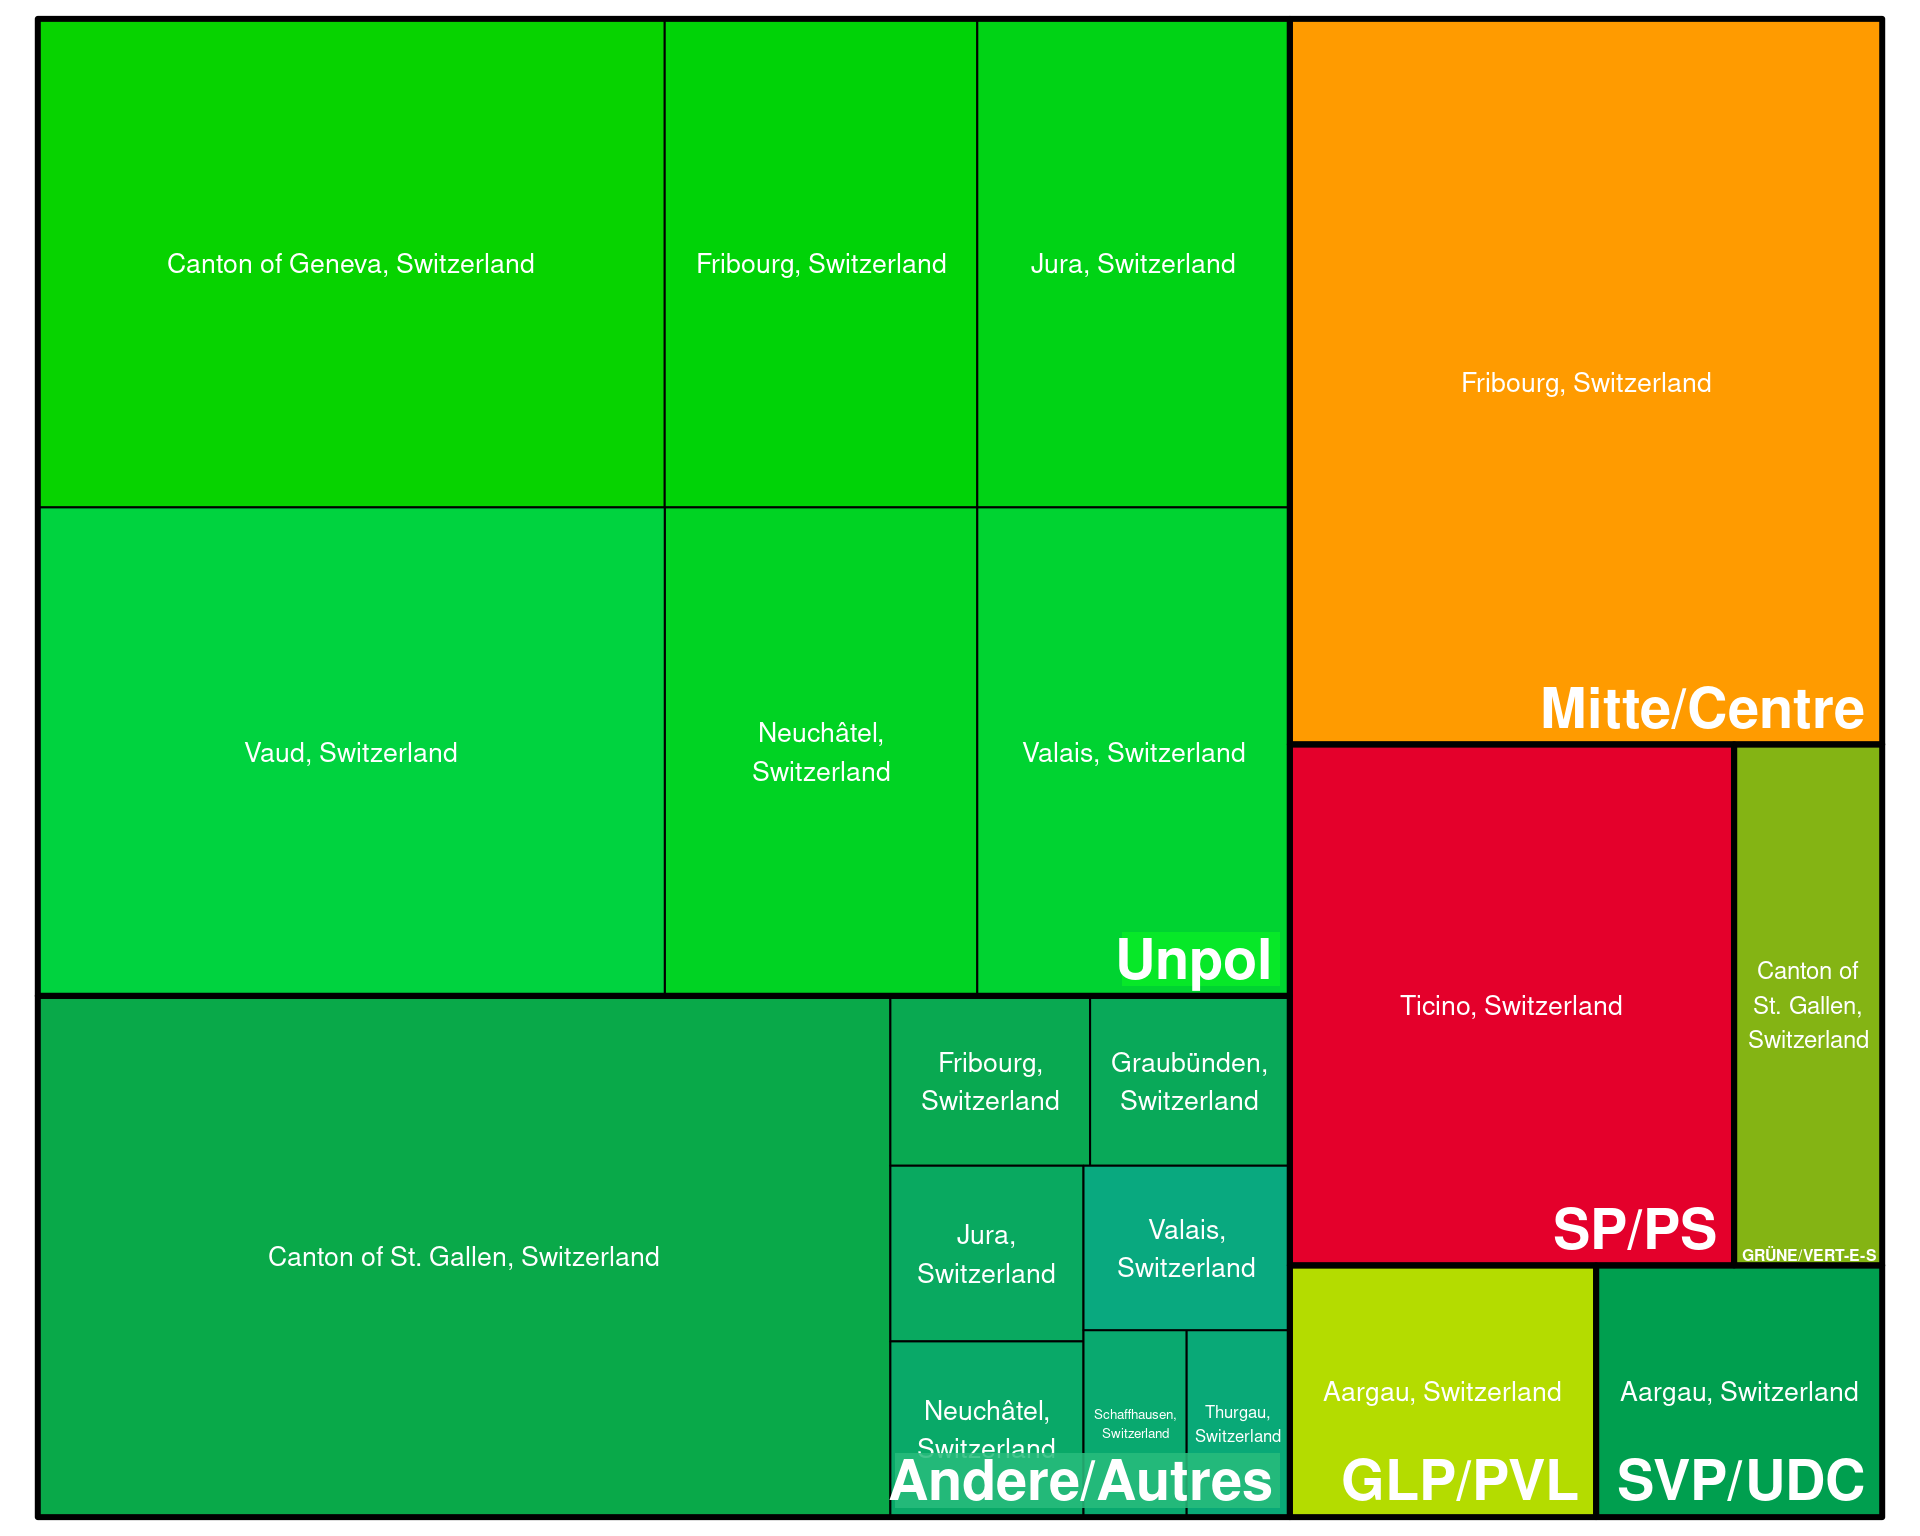 Canton of Geneva, Switzerland
Fribourg, Switzerland
Jura, Switzerland
Vaud, Switzerland
Neuchâtel,
Switzerland
Valais, Switzerland
Unpol
Canton of St. Gallen, Switzerland
Fribourg,
Switzerland
Graubünden,
Switzerland
Jura,
Switzerland
Valais,
Switzerland
Neuchâtel,
Switzerland
Schaffhausen,
Switzerland
Thurgau,
Switzerland
Andere/Autres
Fribourg, Switzerland
Mitte/Centre
Ticino, Switzerland
SP/PS
Canton of
St. Gallen,
Switzerland
GRÜNE/VERT-E-S
Aargau, Switzerland
GLP/PVL
Aargau, Switzerland
SVP/UDC